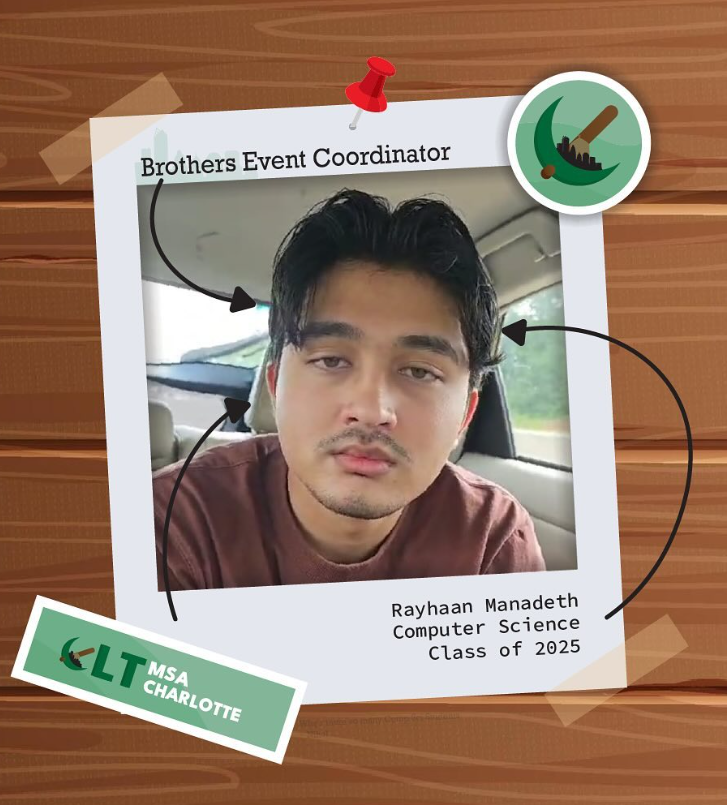 Brothers Event Coordinator
Rayhaan Manadeth
Computer Science
Class of 2025
CLT MSA
CHARLOTTE